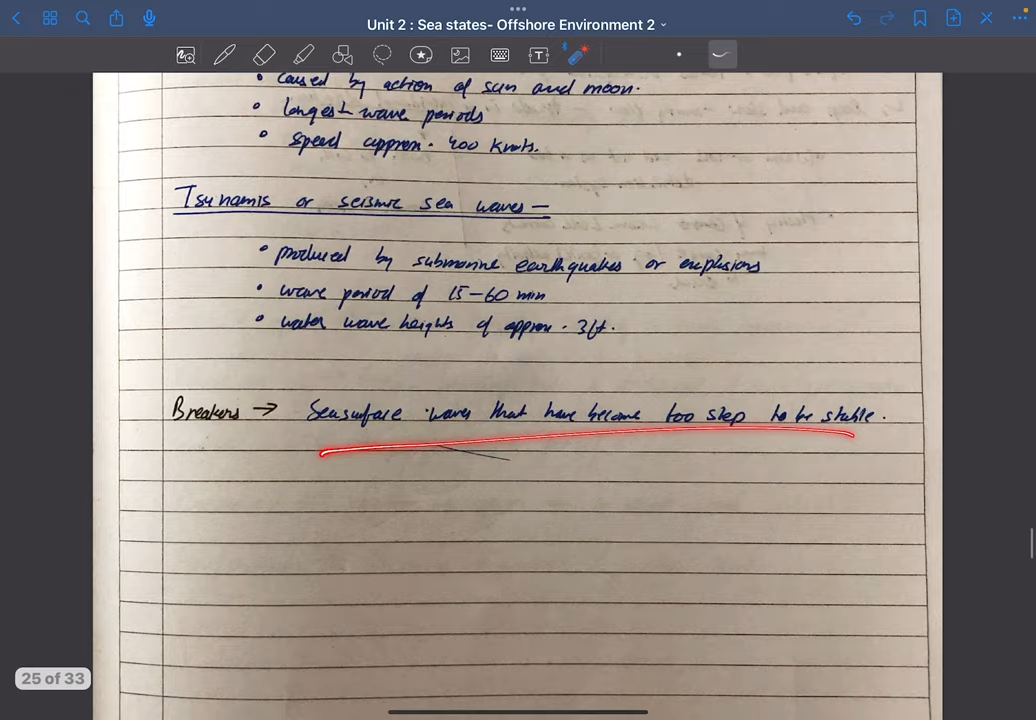 Unit 2 : Sea states- Offshore Environment 2
T
• Caused by action of sun and moon.
• longest wave periods
• speed approx. 400 Knots.
Tsunamis or seismic sea waves —
• produced by submarine earthquakes or explosions
• wave period of 15-60 min
• water wave heights of approx. 3ft.
Breakers → Seasurface waves that have become too step to be stable.
25 of 33